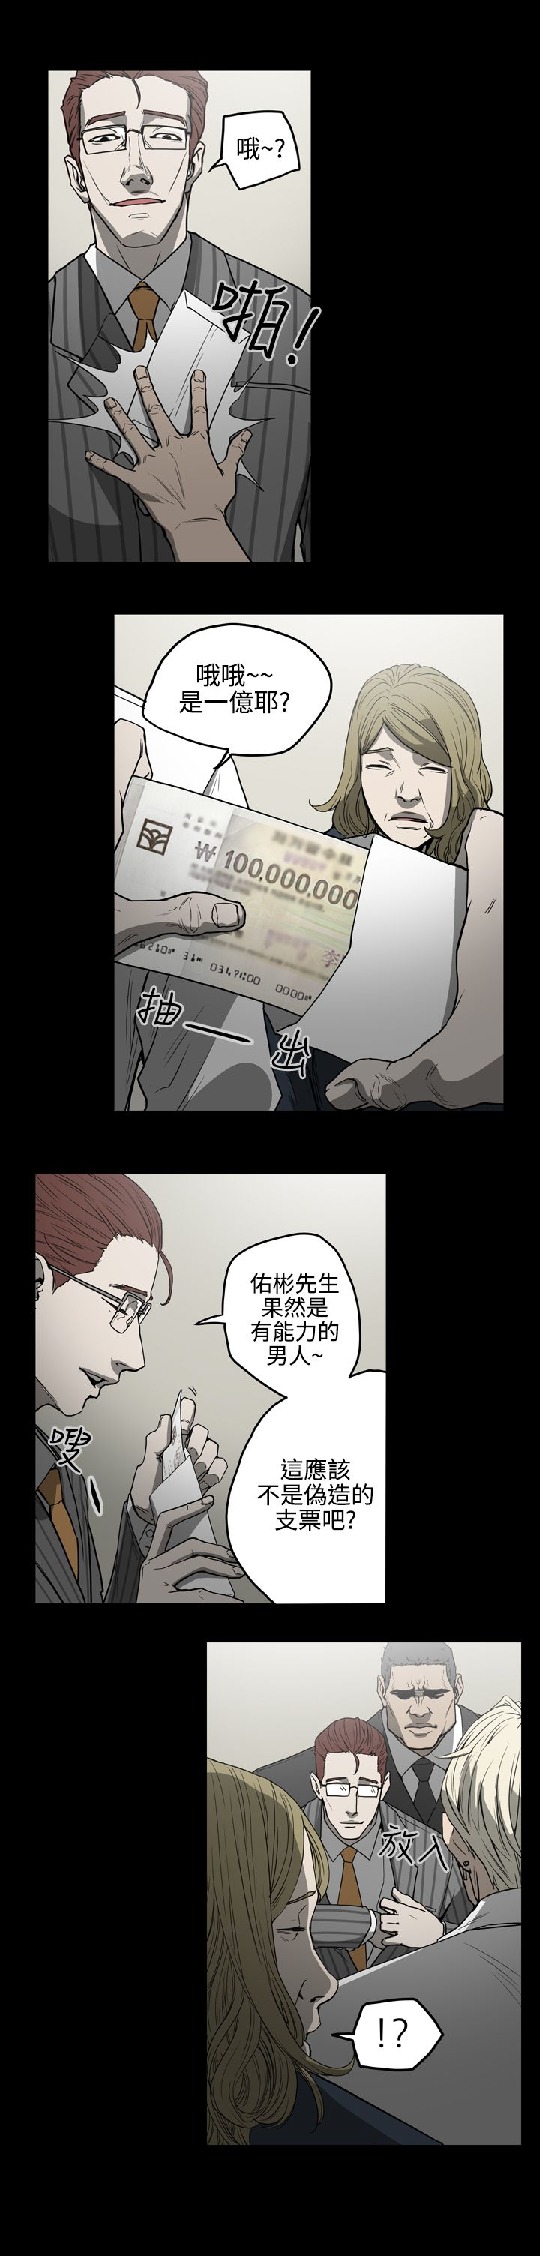 哦~?
啪!
哦哦~~
是一億耶?
₩ 100,000,000
李
抽一出
佑彬先生
果然是
有能力的
男人~
嗖
這應該
不是偽造的
支票吧?
放入
!?